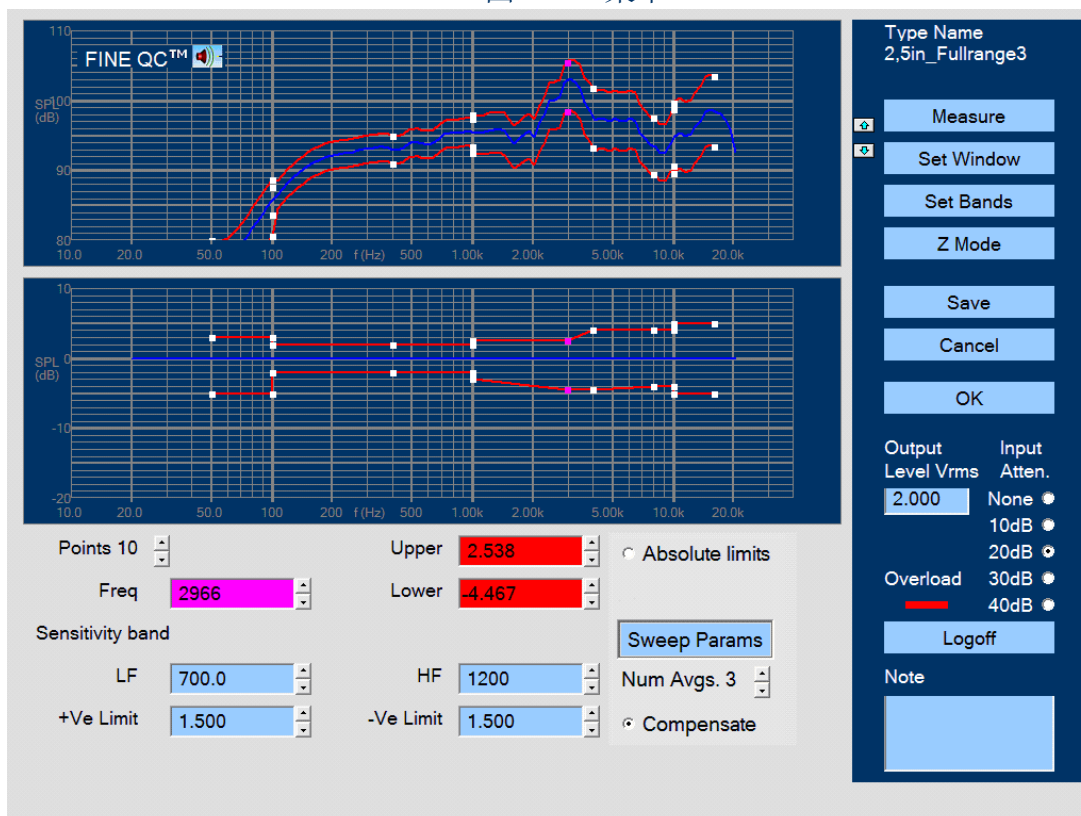 110
FINE QC™
SPL
(dB)
100
90
80
10.0 20.0 50.0 100 200 f (Hz) 500 1.00k 2.00k 5.00k 10.0k 20.0k
10
SPL
(dB)
0
-10
-20
10.0 20.0 50.0 100 200 f (Hz) 500 1.00k 2.00k 5.00k 10.0k 20.0k
Points 10
Freq 2966
Upper 2.538
Lower -4.467
Absolute limits
Sensitivity band
LF 700.0
HF 1200
+Ve Limit 1.500
-Ve Limit 1.500
Sweep Params
Num Avgs. 3
Compensate
Type Name
2,5in_Fullrange3
Measure
Set Window
Set Bands
Z Mode
Save
Cancel
OK
Output Input
Level Vrms Atten.
2.000 None
10dB
20dB
Overload 30dB
40dB
Logoff
Note